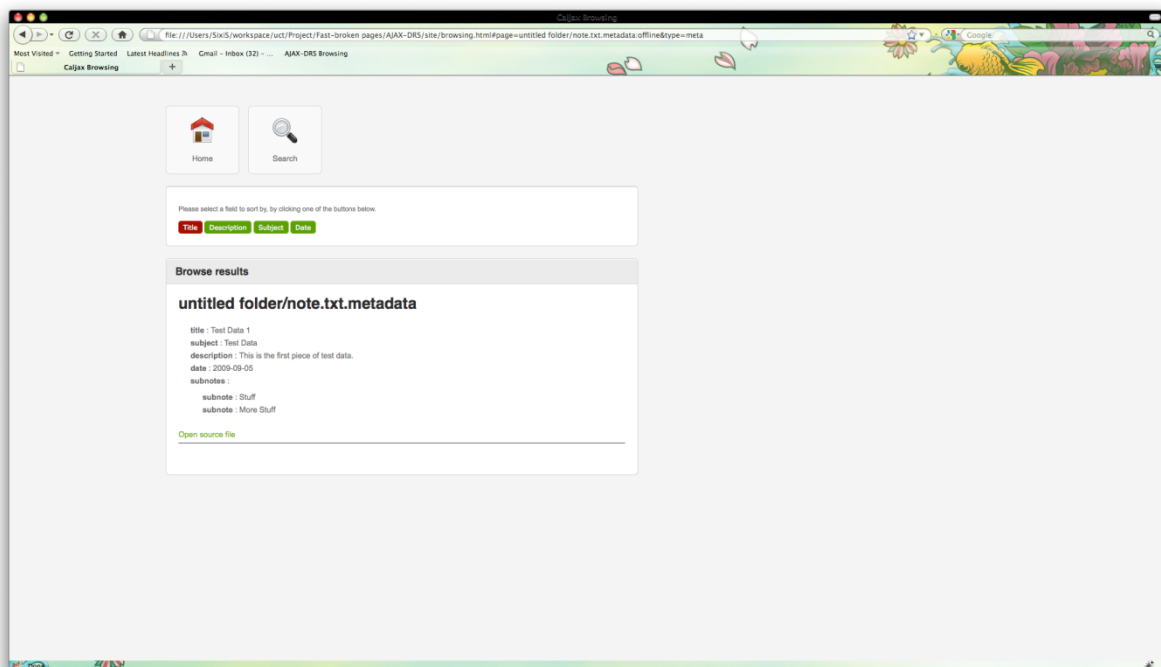 Caljax Browsing
file:///Users/SixiS/workspace/uct/Project/Fast-broken pages/AJAX-DRS/site/browsing.html#page=untitled folder/note.txt.metadata:offline&type=meta
Google
Most Visited Getting Started Latest Headlines Gmail - Inbox (32) - ... AJAX-DRS Browsing
Caljax Browsing +
Home Search
Please select a field to sort by, by clicking one of the buttons below.
Title Description Subject Date
Browse results
untitled folder/note.txt.metadata
title : Test Data 1
subject : Test Data
description : This is the first piece of test data.
date : 2009-09-05
subnotes :
subnote : Stuff
subnote : More Stuff
Open source file
Done